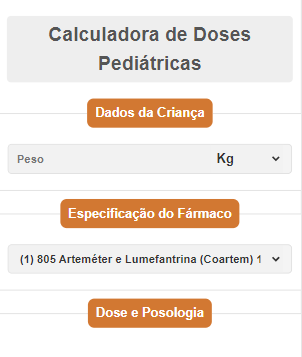 Calculadora de Doses
Pediátricas
Dados da Criança
Peso Kg
Especificação do Fármaco
(1) 805 Arteméter e Lumefantrina (Coartem) 1
Dose e Posologia